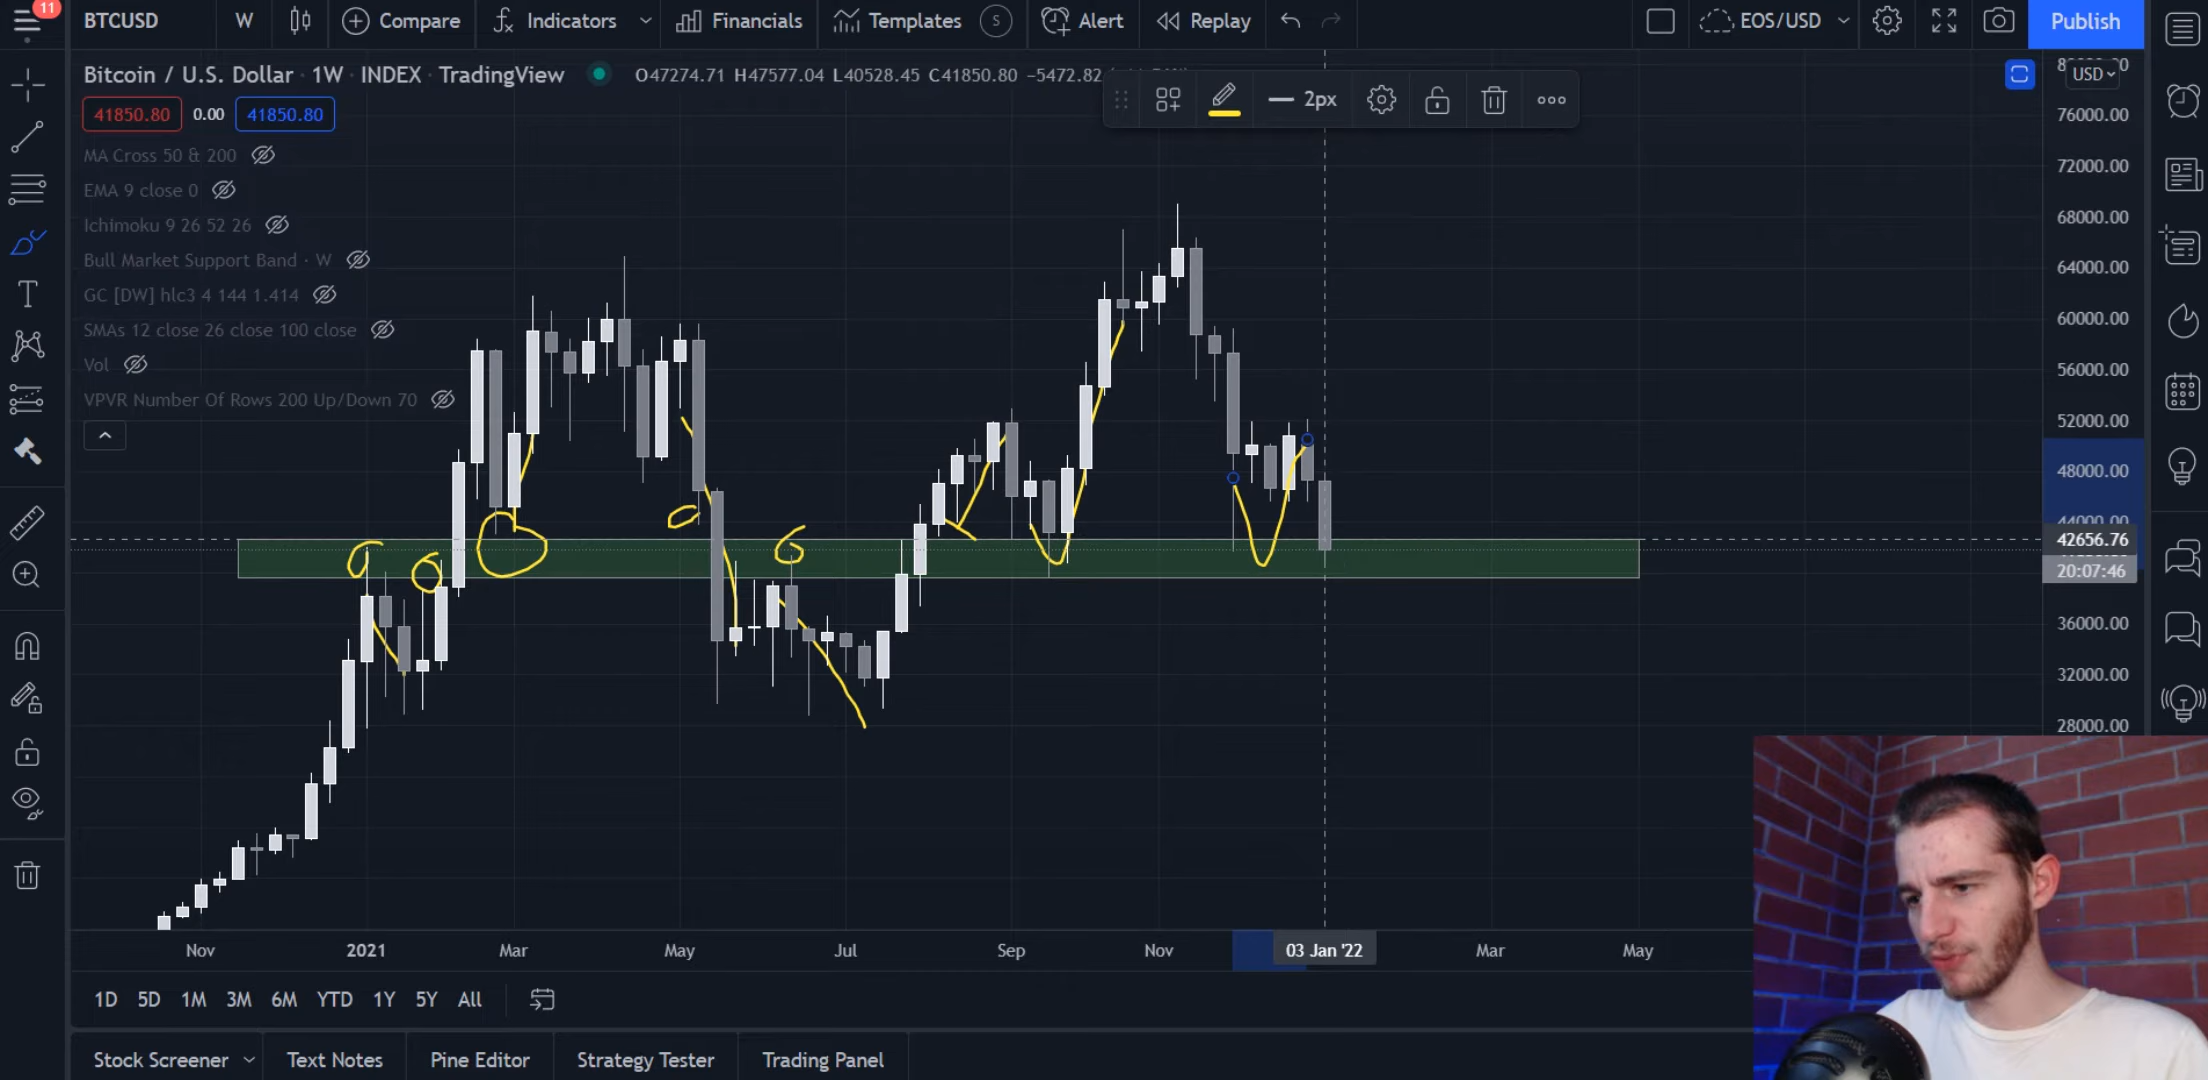 11
BTCUSD W Compare Indicators Financials Templates S Alert Replay EOS/USD Publish
Bitcoin / U.S. Dollar · 1W · INDEX · TradingView O47274.71 H47577.04 L40528.45 C41850.80 −5472.82
2px
USD
41850.80 0.00 41850.80
MA Cross 50 & 200
EMA 9 close 0
Ichimoku 9 26 52 26
Bull Market Support Band · W
GC [DW] hlc3 4 144 1.414
SMAs 12 close 26 close 100 close
Vol
VPVR Number Of Rows 200 Up/Down 70
76000.00
72000.00
68000.00
64000.00
60000.00
56000.00
52000.00
48000.00
44000.00
42656.76
20:07:46
36000.00
32000.00
28000.00
Nov 2021 Mar May Jul Sep Nov 03 Jan '22 Mar May
1D 5D 1M 3M 6M YTD 1Y 5Y All
Stock Screener Text Notes Pine Editor Strategy Tester Trading Panel